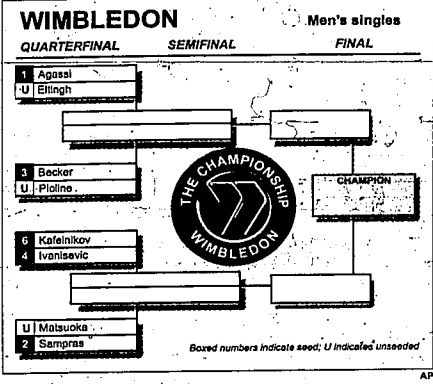 WIMBLEDON
Men's singles
QUARTERFINAL SEMIFINAL FINAL
1 Agassi
U Eltingh
3 Becker
U Pioline
THE CHAMPIONSHIP
WIMBLEDON
CHAMPION
6 Kafelnikov
4 Ivanisevic
U Matsuoka
2 Sampras
Boxed numbers indicate seed; U indicates unseeded
AP